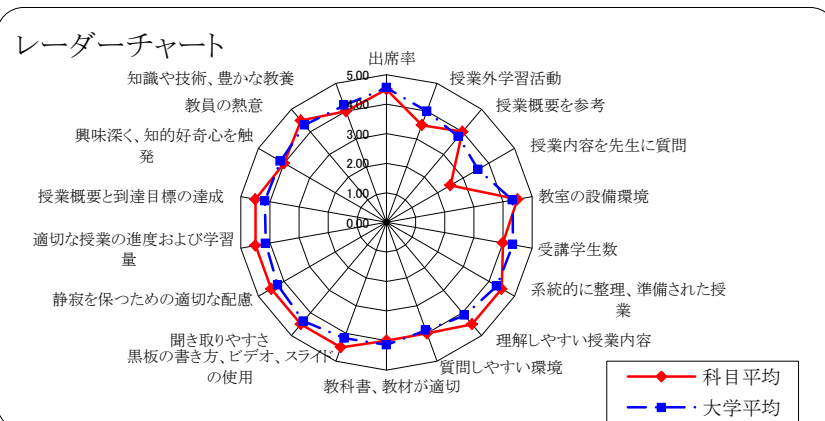 レーダーチャート
出席率
授業外学習活動
授業概要を参考
授業内容を先生に質問
教室の設備環境
受講学生数
系統的に整理、準備された授
業
理解しやすい授業内容
質問しやすい環境
教科書、教材が適切
黒板の書き方、ビデオ、スライド
の使用
聞き取りやすさ
静寂を保つための適切な配慮
適切な授業の進度および学習
量
授業概要と到達目標の達成
興味深く、知的好奇心を触
発
教員の熱意
知識や技術、豊かな教養
5.00
4.00
3.00
2.00
1.00
0.00
科目平均
大学平均